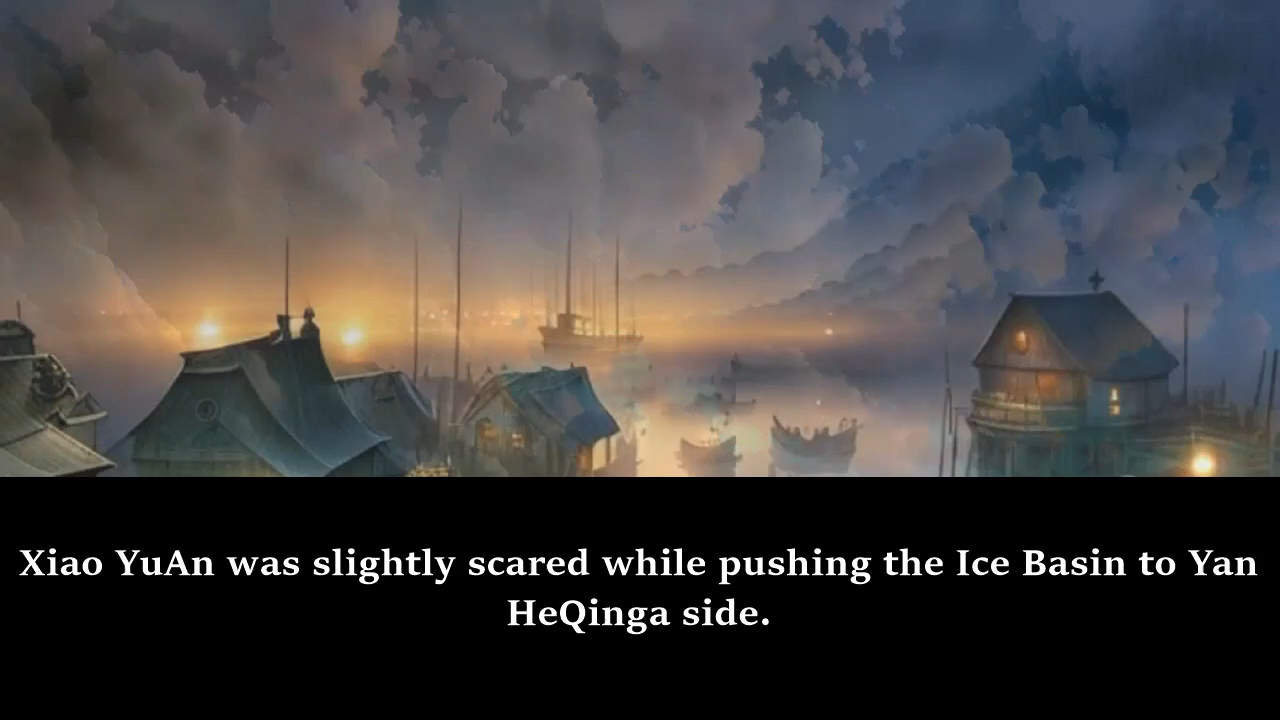 Xiao YuAn was slightly scared while pushing the Ice Basin to Yan
HeQinga side.